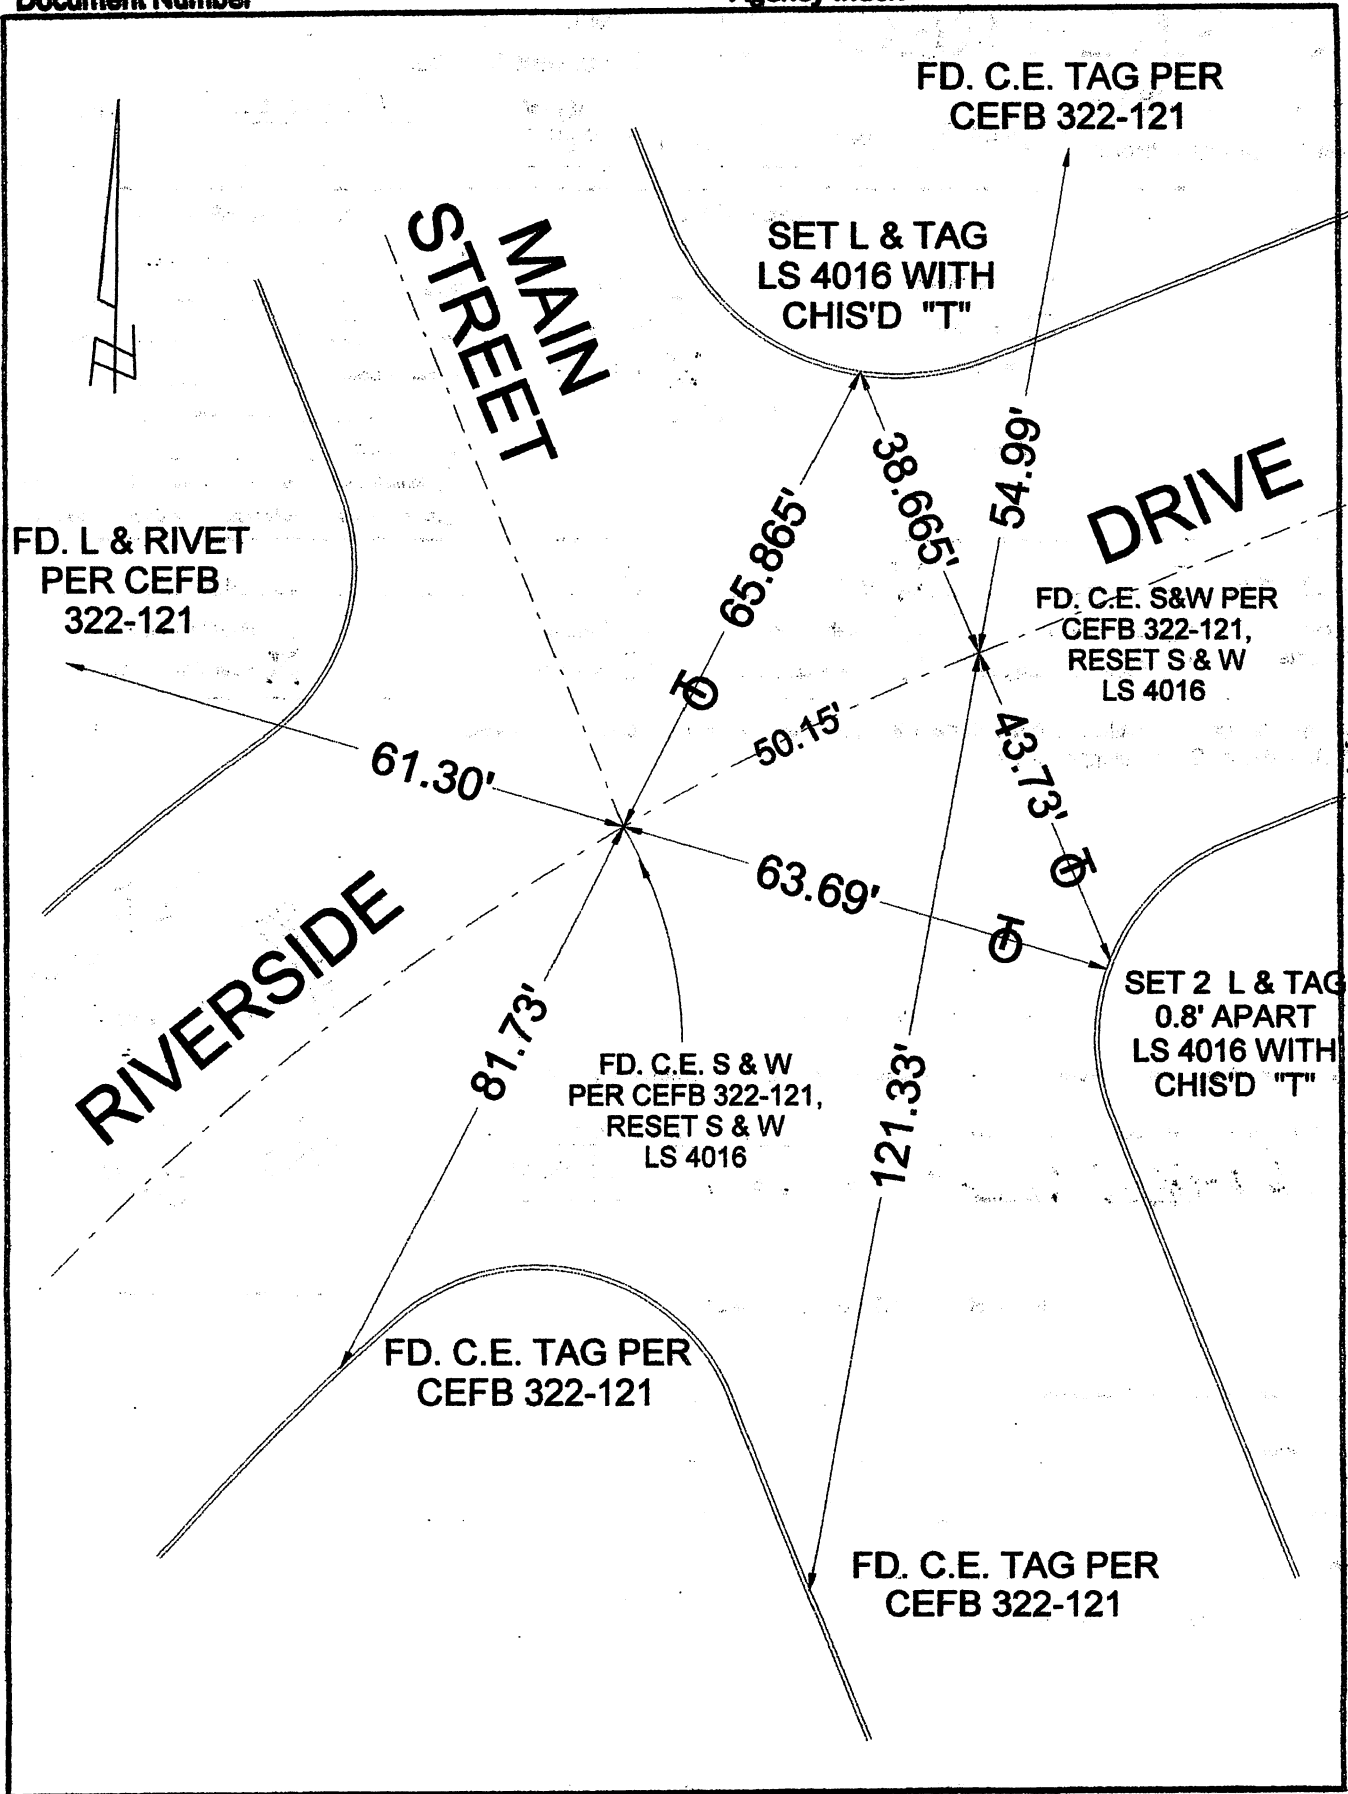 Document Number
FD. C.E. TAG PER
CEFB 322-121
MAIN
STREET
SET L & TAG
LS 4016 WITH
CHIS'D "T"
FD. L & RIVET
PER CEFB
322-121
65.865'
38.665'
54.99'
DRIVE
FD. C.E. S&W PER
CEFB 322-121,
RESET S & W
LS 4016
61.30'
50.15'
43.73'
63.69'
RIVERSIDE
81.73'
FD. C.E. S & W
PER CEFB 322-121,
RESET S & W
LS 4016
121.33'
SET 2 L & TAG
0.8' APART
LS 4016 WITH
CHIS'D "T"
FD. C.E. TAG PER
CEFB 322-121
FD. C.E. TAG PER
CEFB 322-121